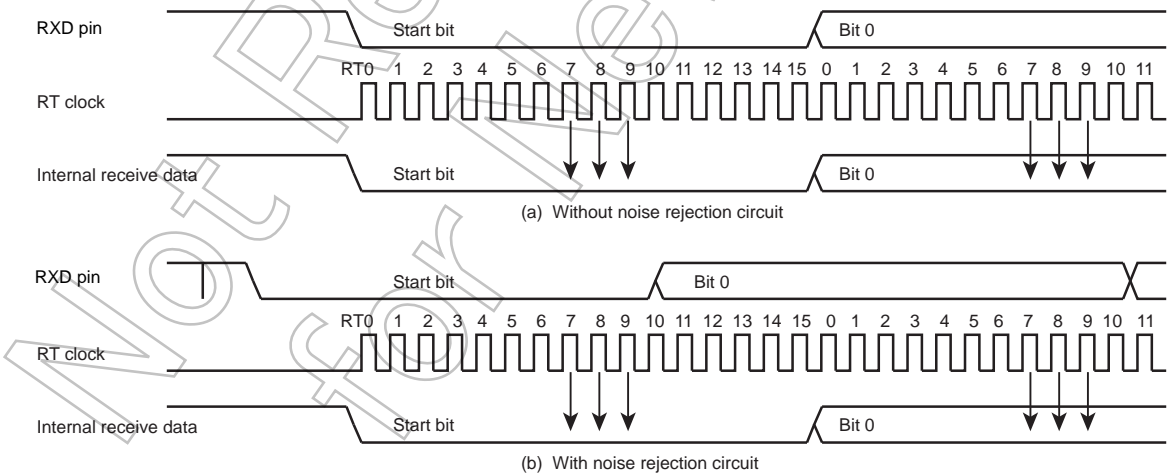 RXD pin
Start bit
Bit 0
RT0 1 2 3 4 5 6 7 8 9 10 11 12 13 14 15 0 1 2 3 4 5 6 7 8 9 10 11
RT clock
Internal receive data
Start bit
Bit 0
(a) Without noise rejection circuit
RXD pin
Start bit
Bit 0
RT0 1 2 3 4 5 6 7 8 9 10 11 12 13 14 15 0 1 2 3 4 5 6 7 8 9 10 11
RT clock
Internal receive data
Start bit
Bit 0
(b) With noise rejection circuit
Not Re
for Ne